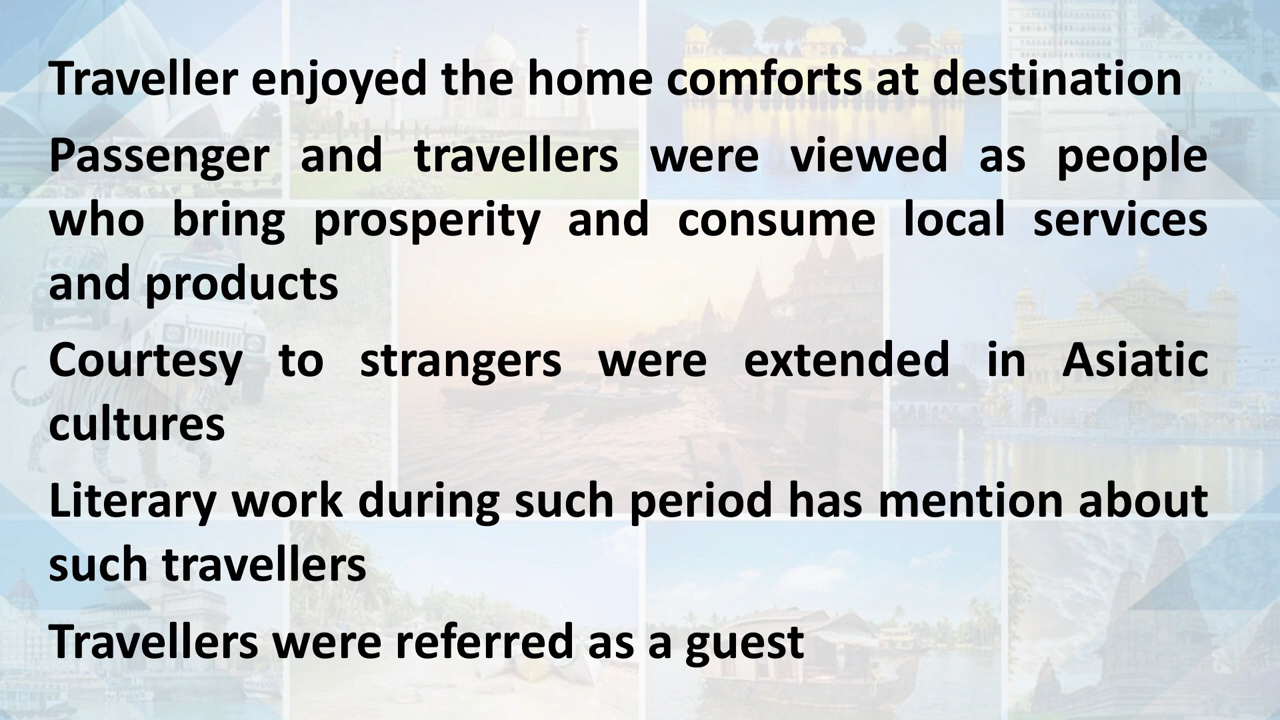 Traveller enjoyed the home comforts at destination
Passenger and travellers were viewed as people
who bring prosperity and consume local services
and products
Courtesy to strangers were extended in Asiatic
cultures
Literary work during such period has mention about
such travellers
Travellers were referred as a guest